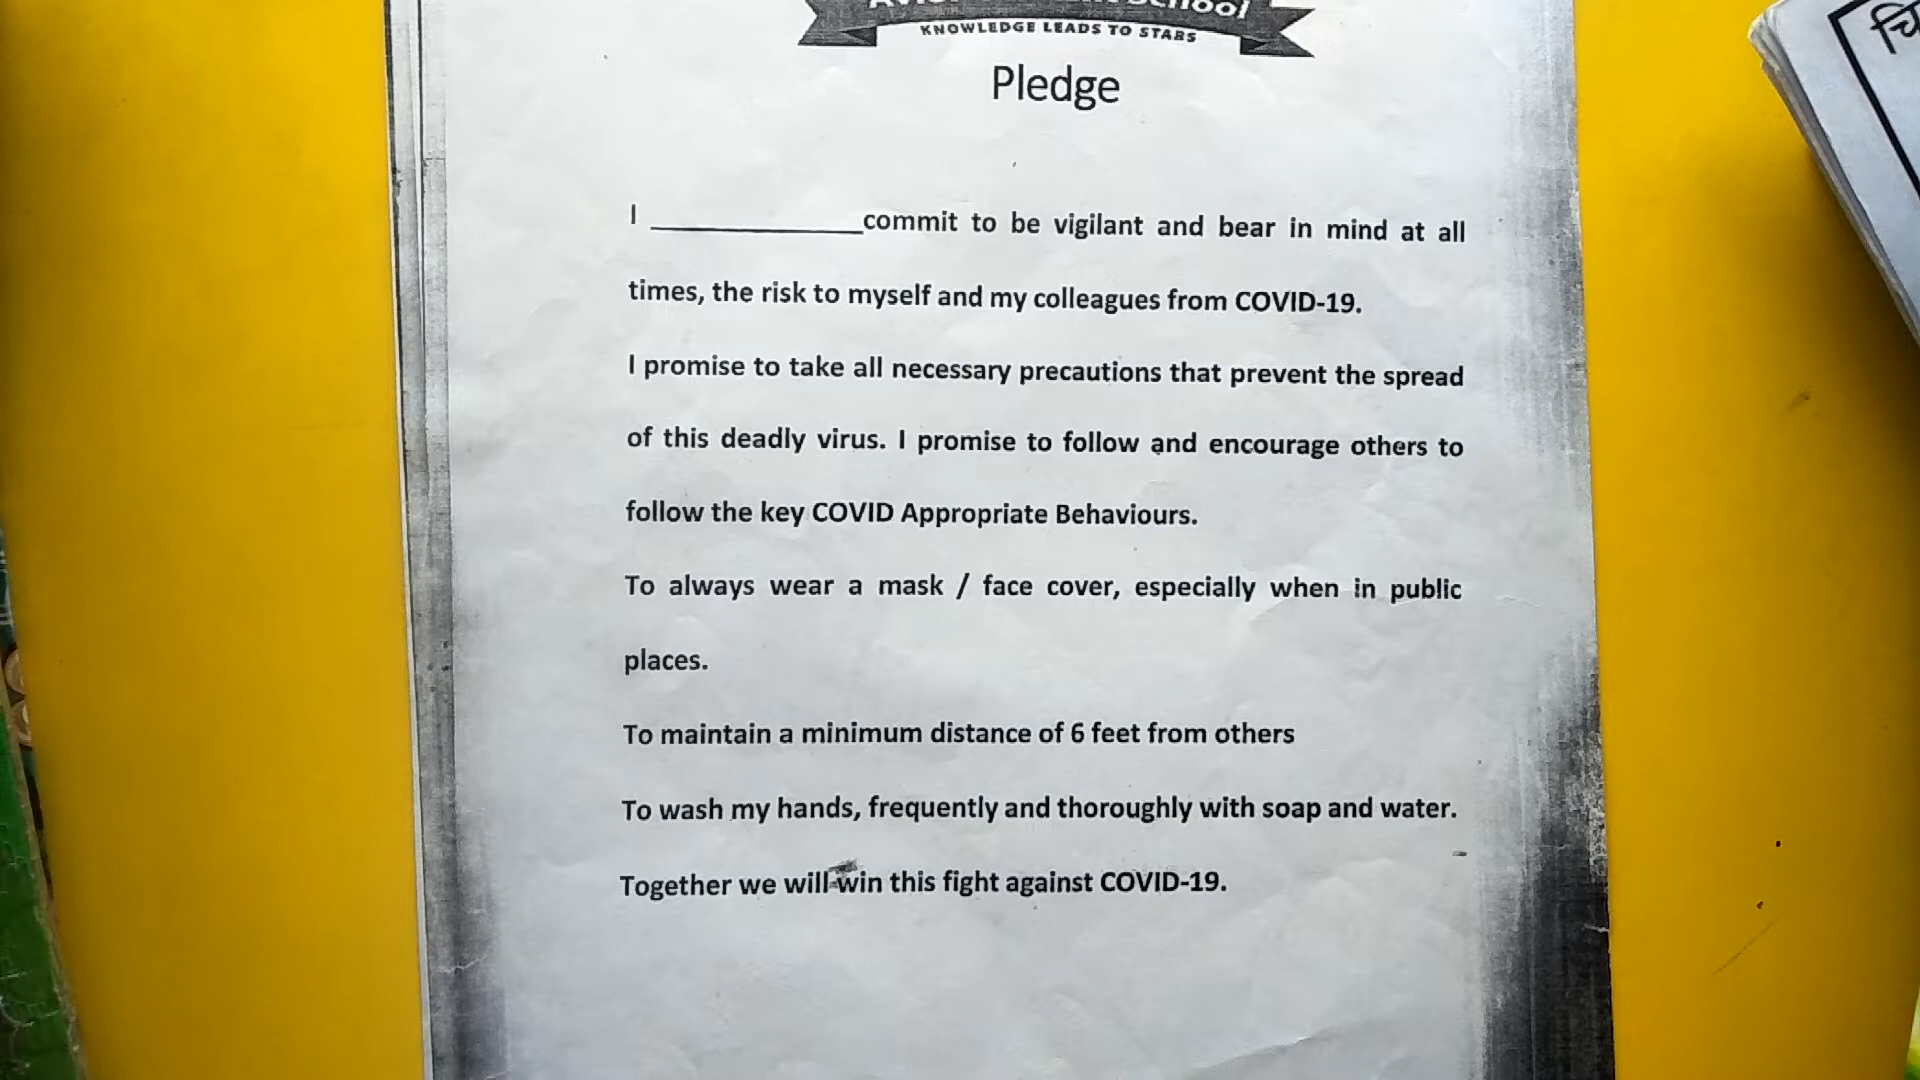 School
KNOWLEDGE LEADS TO STARS
Pledge
I ______________commit to be vigilant and bear in mind at all
times, the risk to myself and my colleagues from COVID-19.
I promise to take all necessary precautions that prevent the spread
of this deadly virus. I promise to follow and encourage others to
follow the key COVID Appropriate Behaviours.
To always wear a mask / face cover, especially when in public
places.
To maintain a minimum distance of 6 feet from others
To wash my hands, frequently and thoroughly with soap and water.
Together we will win this fight against COVID-19.